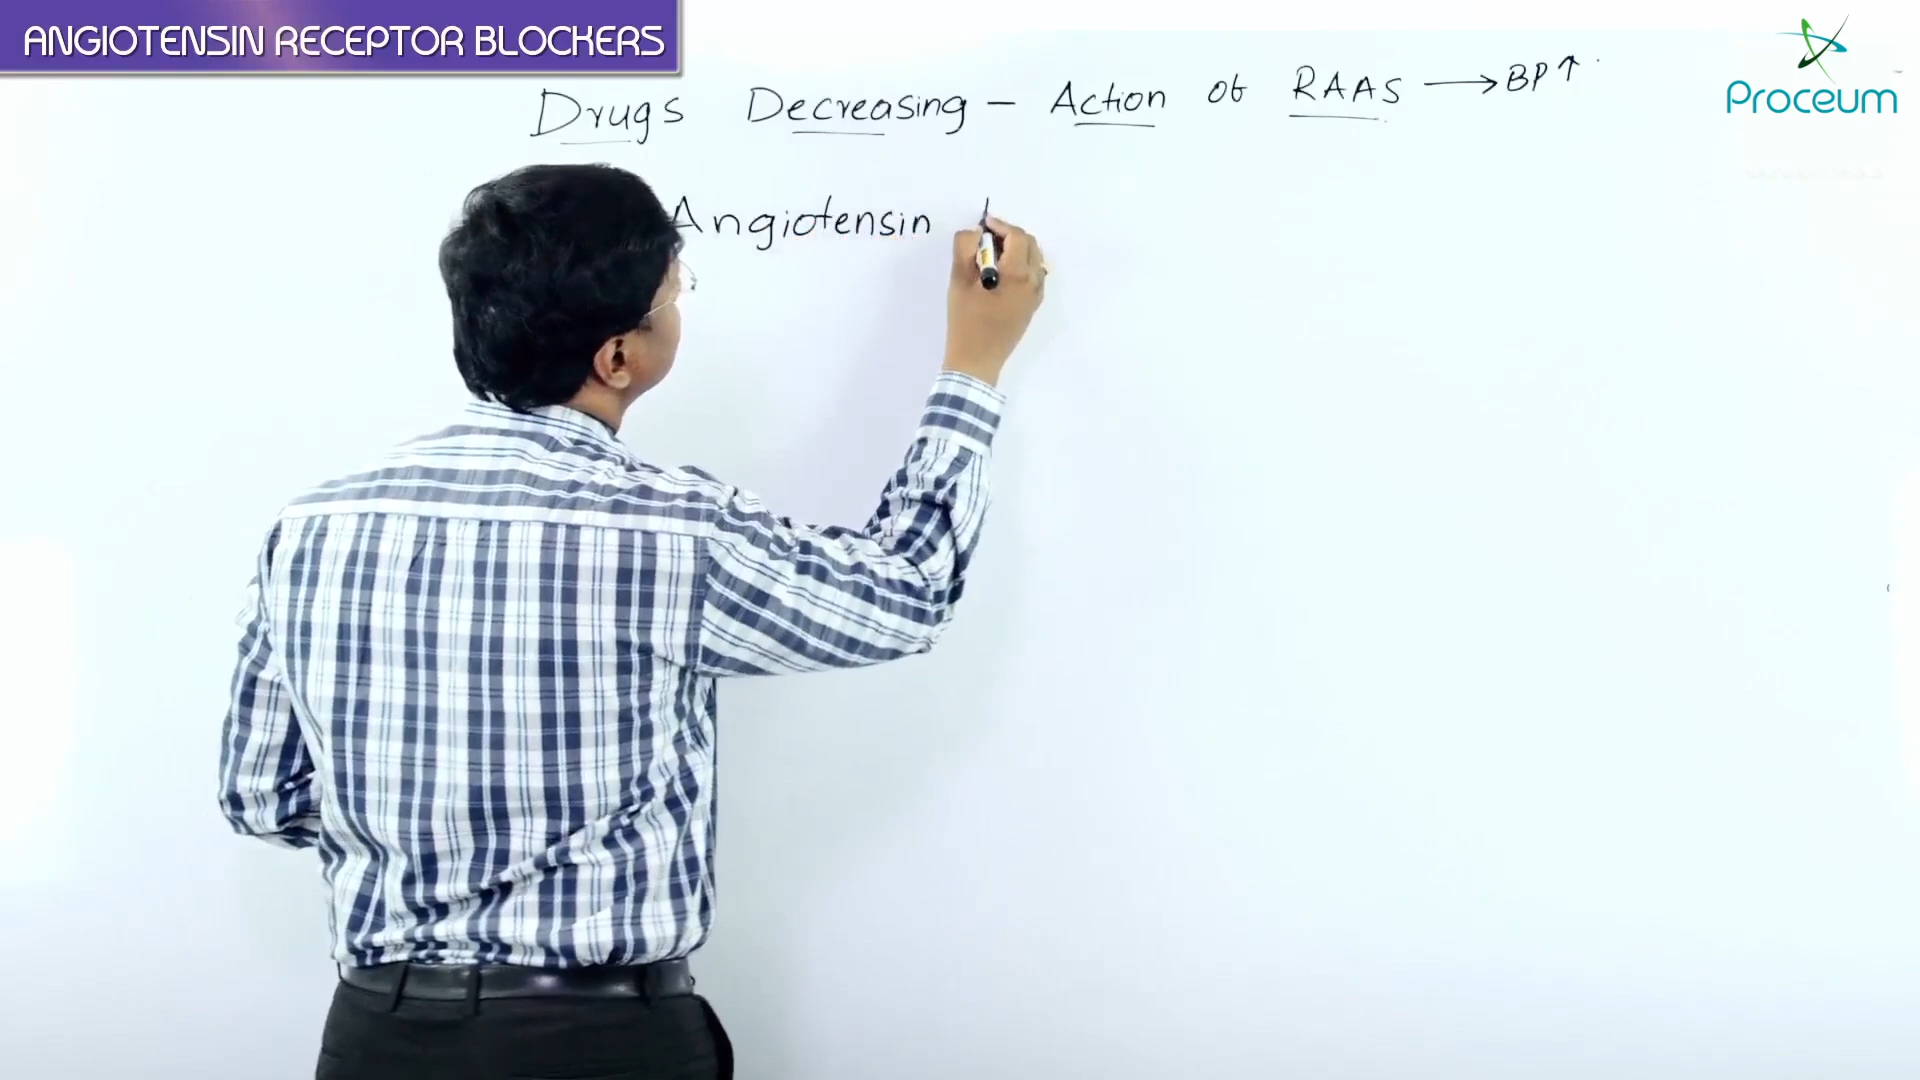 ANGIOTENSIN RECEPTOR BLOCKERS
Proceum
Drugs Decreasing - Action of RAAS → BP↑
Angiotensin